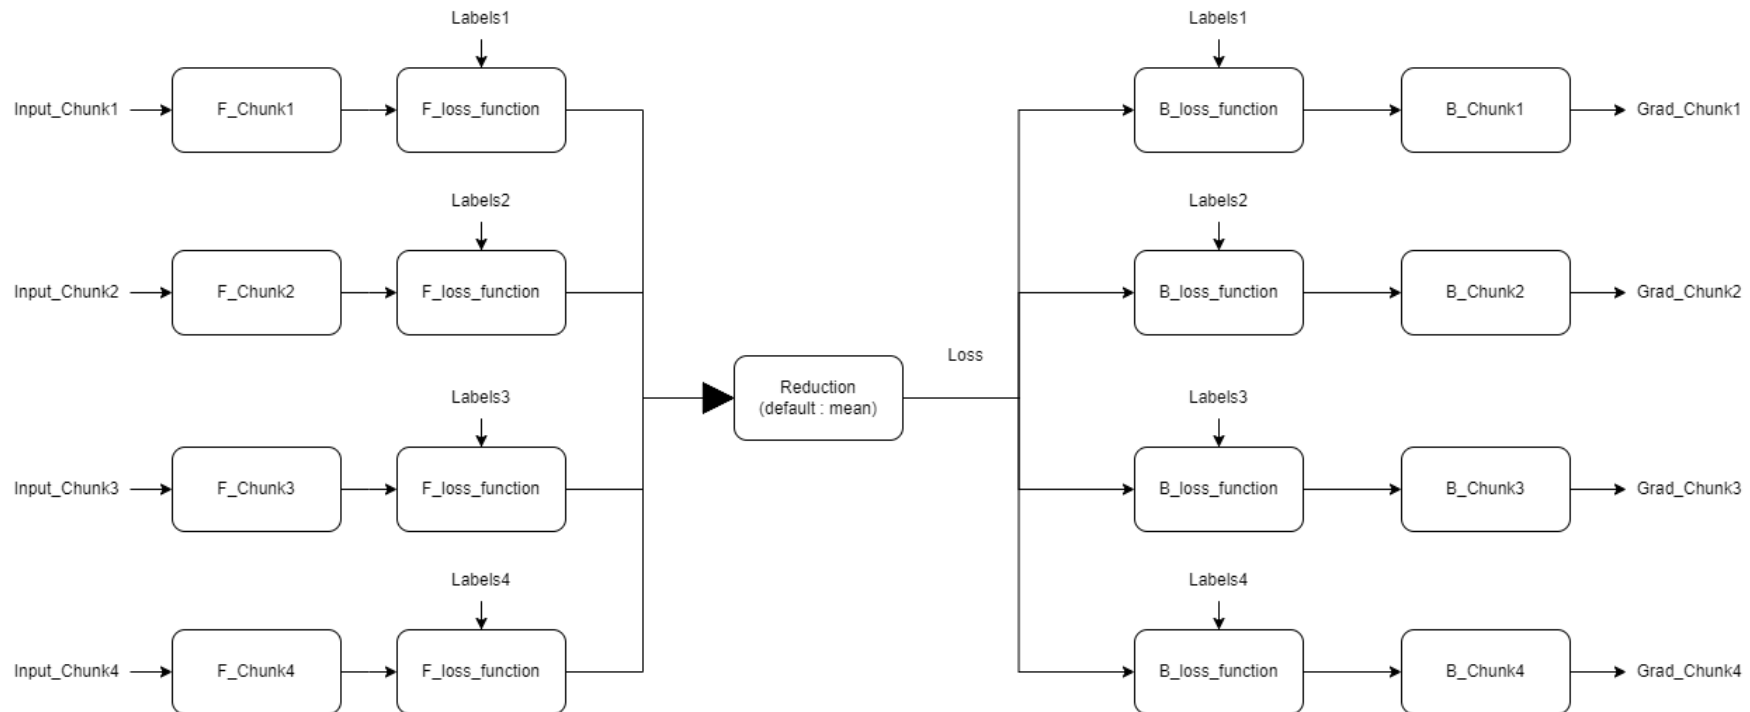 Labels1
Labels1
Input_Chunk1
F_Chunk1
F_loss_function
B_loss_function
B_Chunk1
Grad_Chunk1
Labels2
Labels2
Input_Chunk2
F_Chunk2
F_loss_function
B_loss_function
B_Chunk2
Grad_Chunk2
Loss
Reduction
(default : mean)
Labels3
Labels3
Input_Chunk3
F_Chunk3
F_loss_function
B_loss_function
B_Chunk3
Grad_Chunk3
Labels4
Labels4
Input_Chunk4
F_Chunk4
F_loss_function
B_loss_function
B_Chunk4
Grad_Chunk4